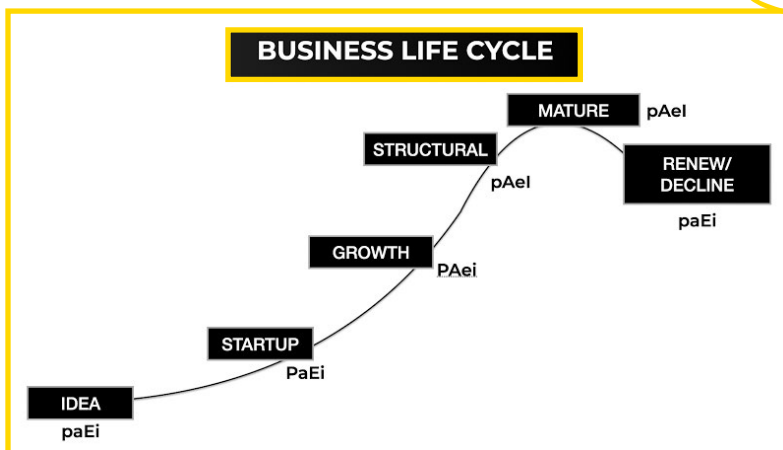 BUSINESS LIFE CYCLE
MATURE
pAeI
STRUCTURAL
pAeI
RENEW/
DECLINE
paEi
GROWTH
PAei
STARTUP
PaEi
IDEA
paEi